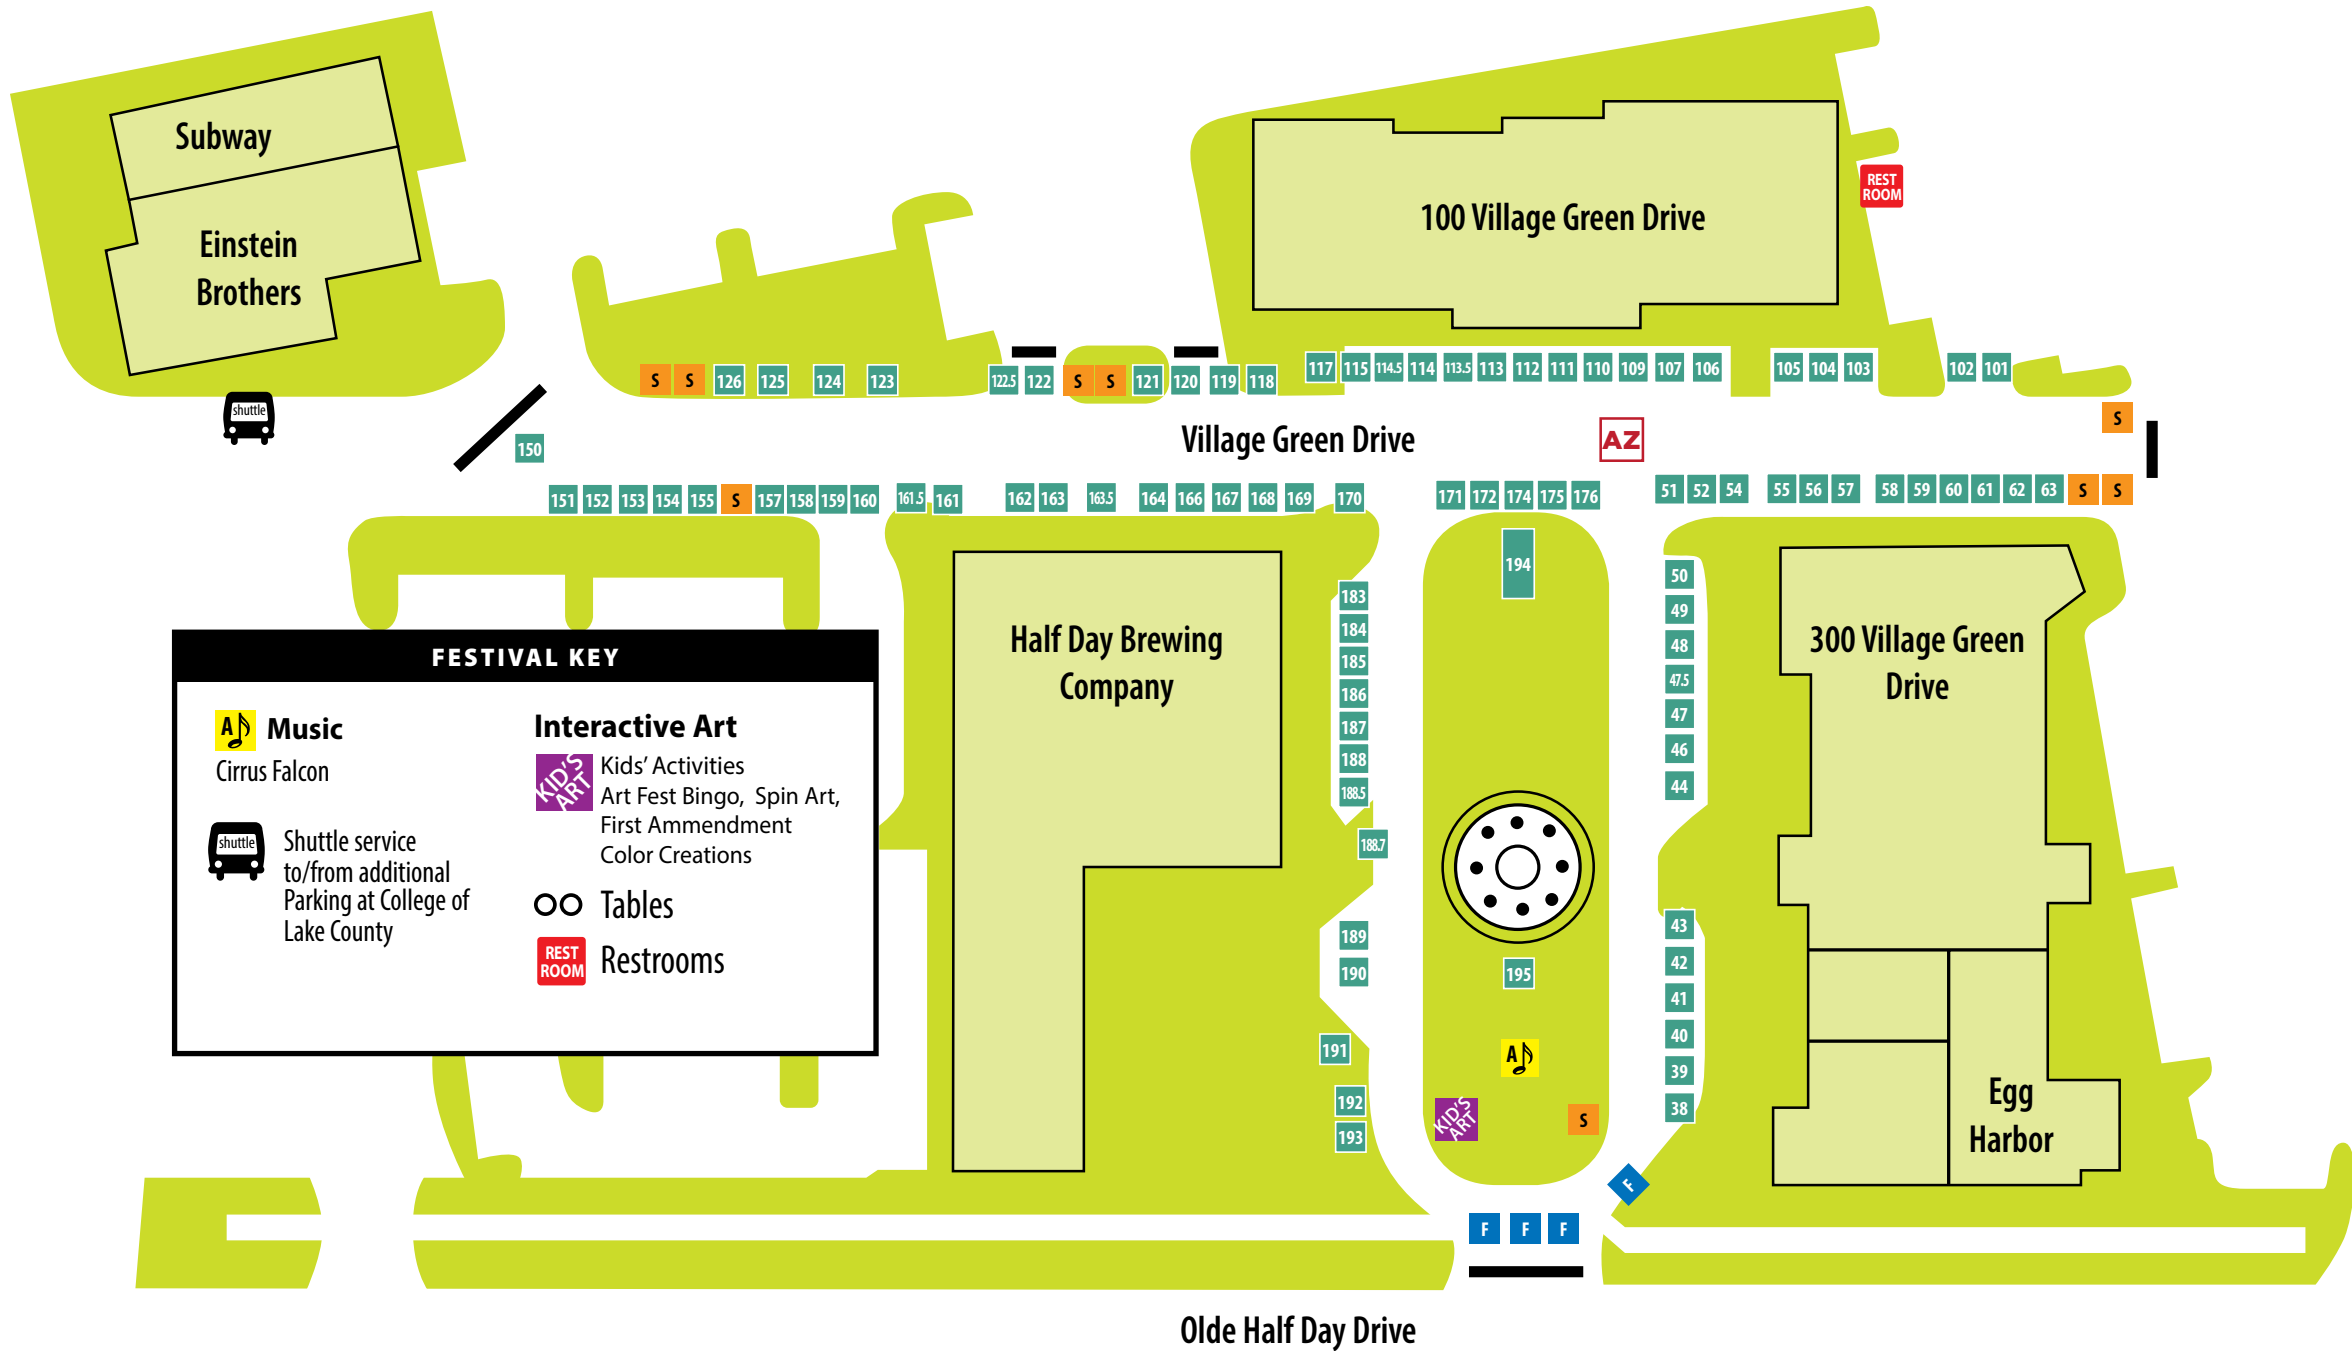 Subway
Einstein
Brothers
shuttle
100 Village Green Drive
REST
ROOM
S
S
126
125
124
123
122.5
122
S
S
121
120
119
118
117
115
114.5
114
113.5
113
112
111
110
109
107
106
105
104
103
102
101
S
150
Village Green Drive
AZ
151
152
153
154
155
S
157
158
159
160
161.5
161
162
163
163.5
164
166
167
168
169
170
171
172
174
175
176
51
52
54
55
56
57
58
59
60
61
62
63
S
S
194
50
49
48
47.5
47
46
44
43
42
41
40
39
38
183
184
185
186
187
188
188.5
188.7
189
190
191
192
193
195
Half Day Brewing
Company
300 Village Green
Drive
Egg
Harbor
A
KID'S
ART
S
F
F
F
F
FESTIVAL KEY
A
Music
Cirrus Falcon
shuttle
Shuttle service
to/from additional
Parking at College of
Lake County
Interactive Art
KID'S
ART
Kids' Activities
Art Fest Bingo, Spin Art,
First Ammendment
Color Creations
Tables
REST
ROOM
Restrooms
Olde Half Day Drive